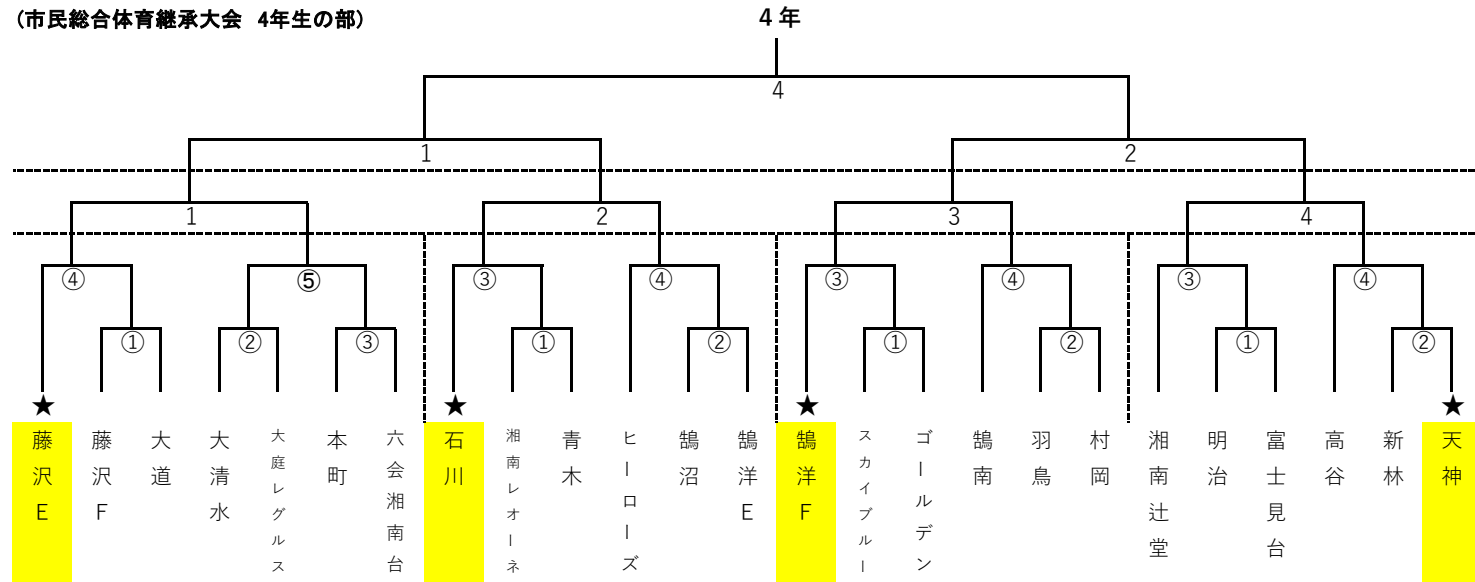 (市民総合体育継承大会 4年生の部)
4年
4
1
2
1
2
3
4
④
⑤
③
④
③
④
③
④
①
②
③
①
②
①
②
①
②
★
★
★
★
藤沢E
藤沢F
大道
大清水
大庭レグルス
本町
六会湘南台
石川
湘南レオーネ
青木
ヒーローズ
鵠沼
鵠洋E
鵠洋F
スカイブルー
ゴールデン
鵠南
羽鳥
村岡
湘南辻堂
明治
富士見台
高谷
新林
天神